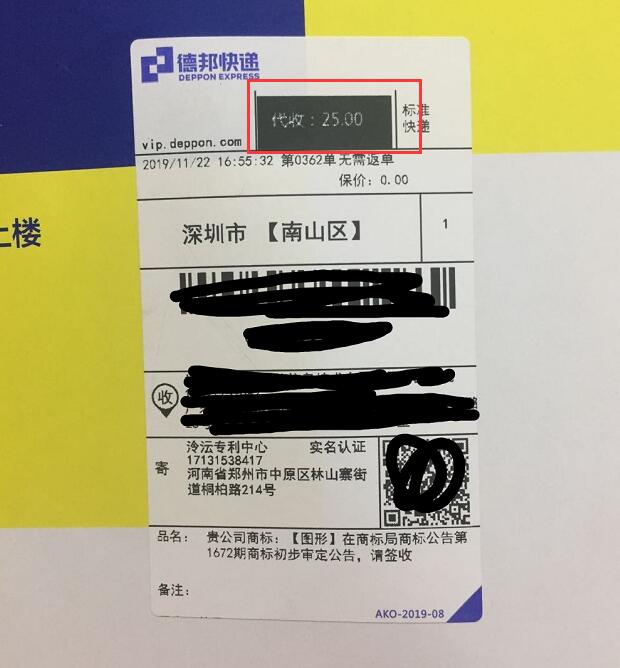 德邦快递
DEPPON EXPRESS
代收：25.00
标准
快递
vip.deppon.com
2019/11/22 16:55:32 第0362单无需返单
保价：0.00
上楼
深圳市 【南山区】
1
收
寄
泠沄专利中心 实名认证
17131538417
河南省郑州市中原区林山寨街
道桐柏路214号
品名： 贵公司商标：【图形】在商标局商标公告第
1672期商标初步审定公告，请签收
备注：
AKO-2019-08